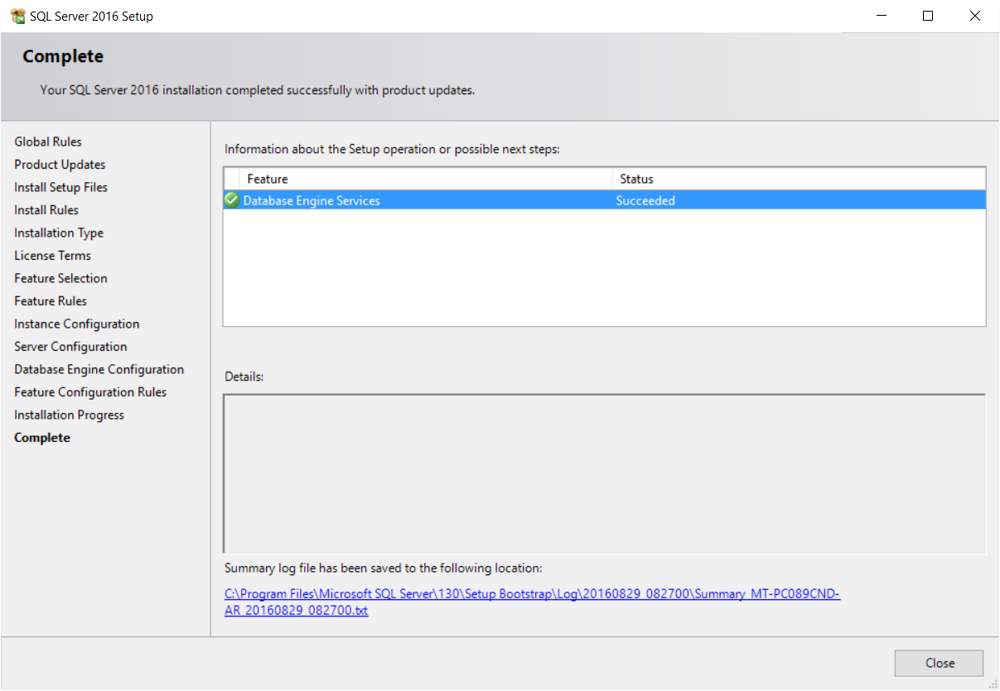 SQL Server 2016 Setup
Complete
Your SQL Server 2016 installation completed successfully with product updates.
Global Rules
Product Updates
Install Setup Files
Install Rules
Installation Type
License Terms
Feature Selection
Feature Rules
Instance Configuration
Server Configuration
Database Engine Configuration
Feature Configuration Rules
Installation Progress
Complete
Information about the Setup operation or possible next steps:
Feature Status
Database Engine Services Succeeded
Details:
Summary log file has been saved to the following location:
C:\Program Files\Microsoft SQL Server\130\Setup Bootstrap\Log\20160829_082700\Summary_MT-PC089CND-
AR_20160829_082700.txt
Close